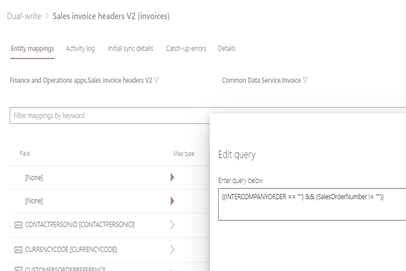 Dual-write > Sales invoice headers V2 (invoices)
Entity mappings Activity log Initial sync details Catch-up errors Details
Finance and Operations apps.Sales invoice headers V2 Common Data Service.Invoice
Filter mappings by keyword
Edit query
Field Map type
Enter query below
[None]
(((INTERCOMPANYORDER == "") && (SalesOrderNumber != ""))
[None]
CONTACTPERSONID [CONTACTPERSONID]
CURRENCYCODE [CURRENCYCODE]
CUSTOMERSORDERREFERENCE